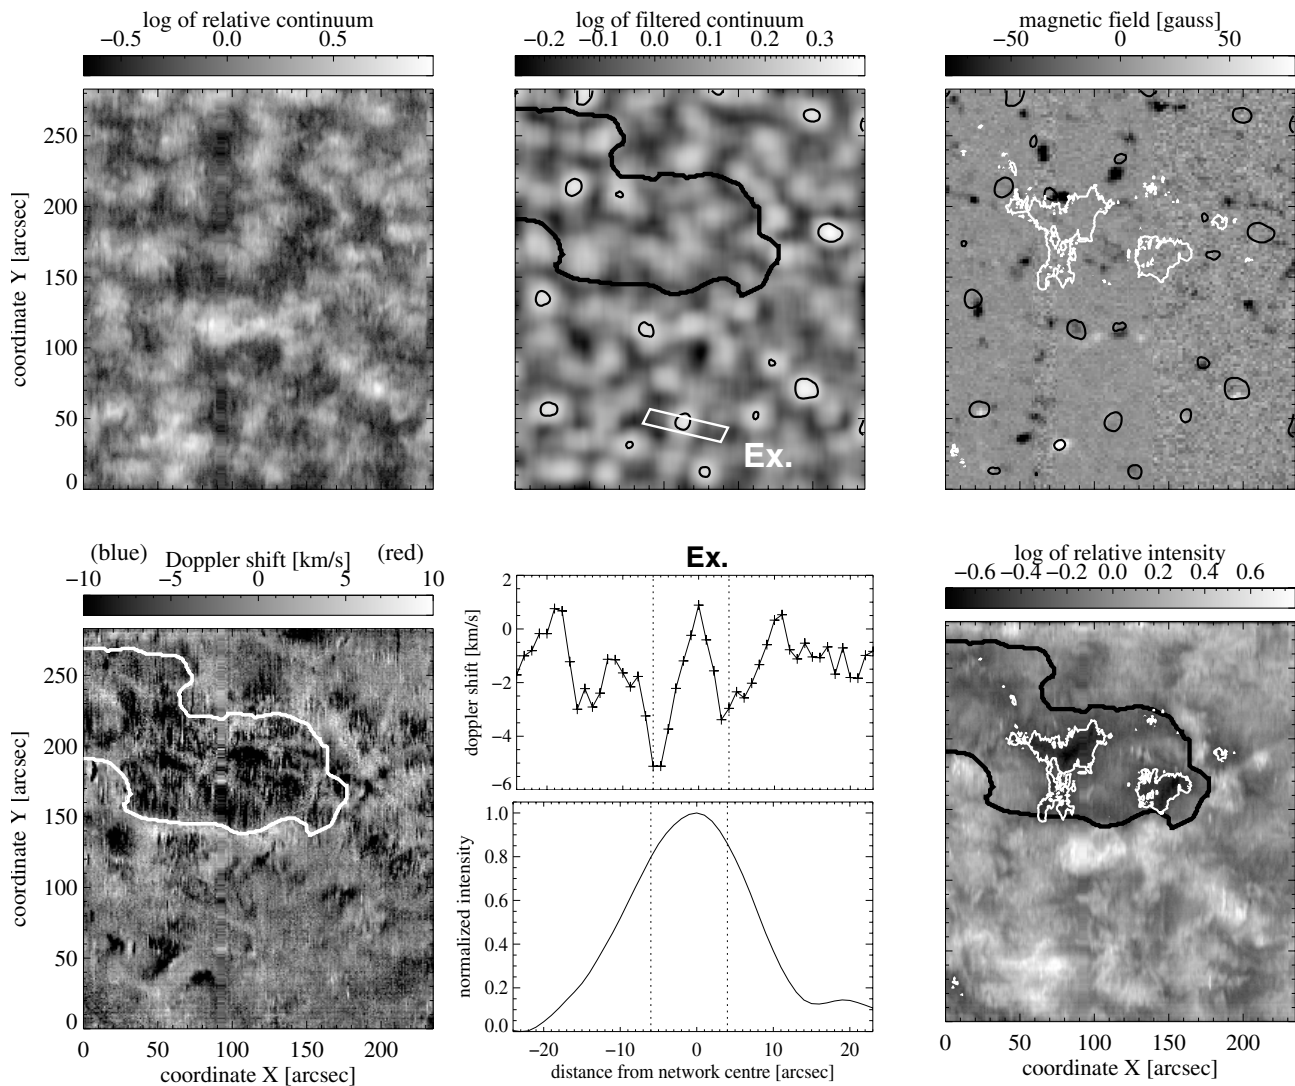 log of relative continuum
−0.5 0.0 0.5
coordinate Y [arcsec]
250
200
150
100
50
0
log of filtered continuum
−0.2 −0.1 0.0 0.1 0.2 0.3
Ex.
magnetic field [gauss]
−50 0 50
(blue) Doppler shift [km/s] (red)
−10 −5 0 5 10
coordinate Y [arcsec]
250
200
150
100
50
0
0 50 100 150 200
coordinate X [arcsec]
Ex.
doppler shift [km/s]
2
0
−2
−4
−6
normalized intensity
1.0
0.8
0.6
0.4
0.2
0.0
−20 −10 0 10 20
distance from network centre [arcsec]
log of relative intensity
−0.6 −0.4 −0.2 0.0 0.2 0.4 0.6
0 50 100 150 200
coordinate X [arcsec]